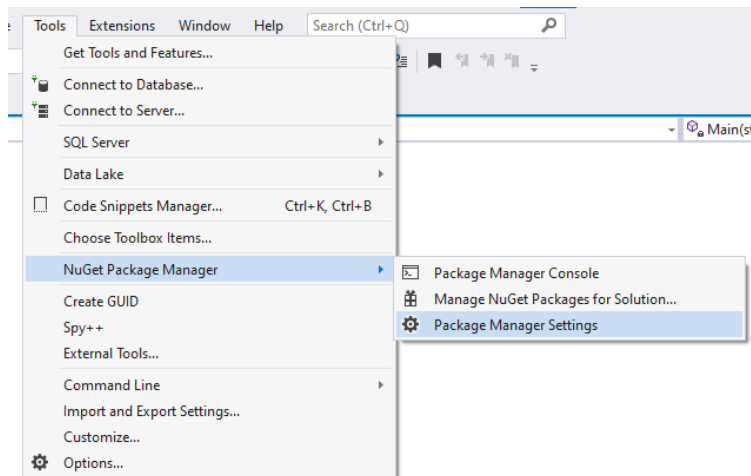 Tools Extensions Window Help Search (Ctrl+Q)
Get Tools and Features...
Connect to Database...
Connect to Server...
Main(st
SQL Server
Data Lake
Code Snippets Manager... Ctrl+K, Ctrl+B
Choose Toolbox Items...
NuGet Package Manager
Package Manager Console
Create GUID
Manage NuGet Packages for Solution...
Spy++
Package Manager Settings
External Tools...
Command Line
Import and Export Settings...
Customize...
Options...